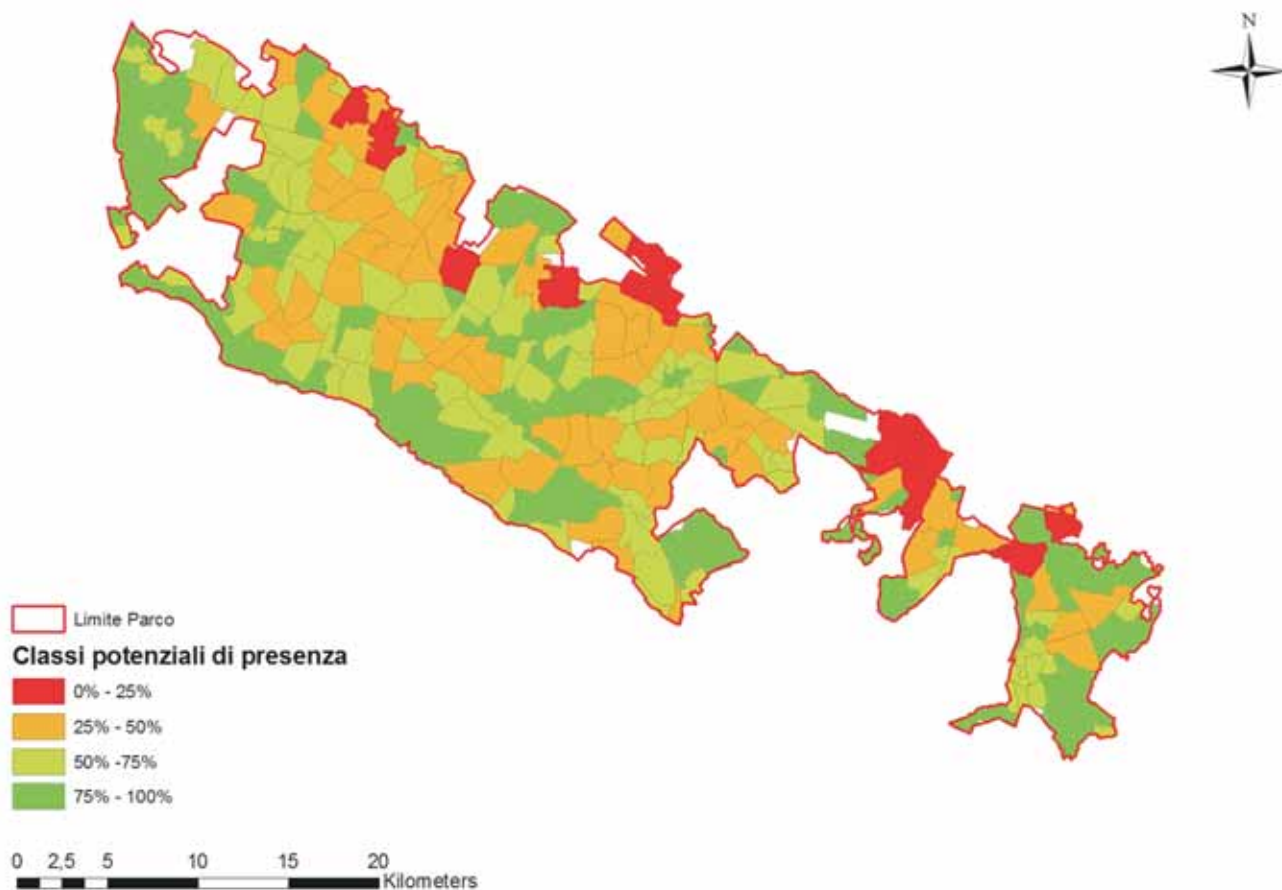 N
Limite Parco
Classi potenziali di presenza
0% - 25%
25% - 50%
50% -75%
75% - 100%
0 2,5 5 10 15 20
Kilometers